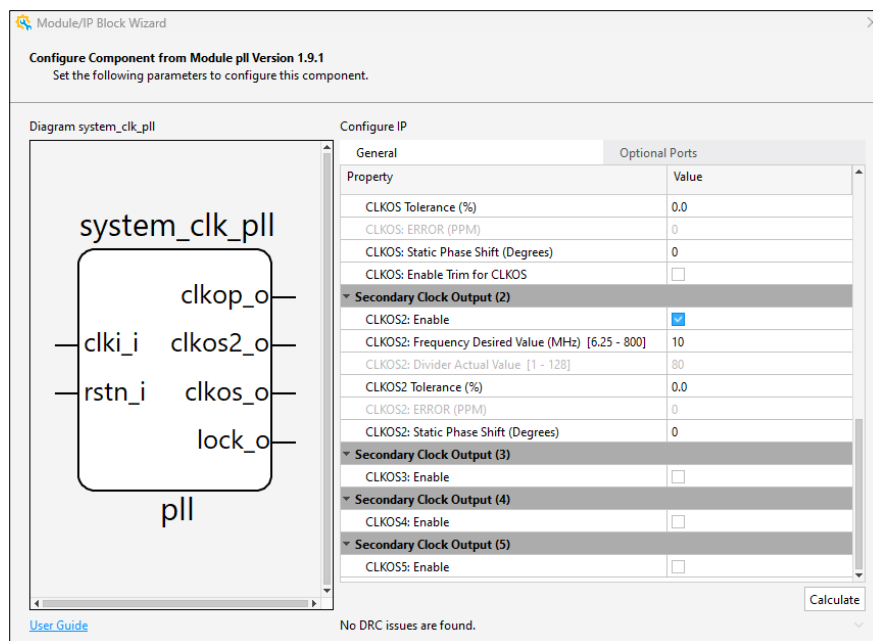 Module/IP Block Wizard
Configure Component from Module pll Version 1.9.1
Set the following parameters to configure this component.
Diagram system_clk_pll
system_clk_pll
clkop_o
clki_i clkos2_o
rstn_i clkos_o
lock_o
pll
User Guide
Configure IP
General Optional Ports
Property Value
CLKOS Tolerance (%) 0.0
CLKOS: ERROR (PPM) 0
CLKOS: Static Phase Shift (Degrees) 0
CLKOS: Enable Trim for CLKOS
Secondary Clock Output (2)
CLKOS2: Enable
CLKOS2: Frequency Desired Value (MHz) [6.25 - 800] 10
CLKOS2: Divider Actual Value [1 - 128] 80
CLKOS2 Tolerance (%) 0.0
CLKOS2: ERROR (PPM) 0
CLKOS2: Static Phase Shift (Degrees) 0
Secondary Clock Output (3)
CLKOS3: Enable
Secondary Clock Output (4)
CLKOS4: Enable
Secondary Clock Output (5)
CLKOS5: Enable
Calculate
No DRC issues are found.